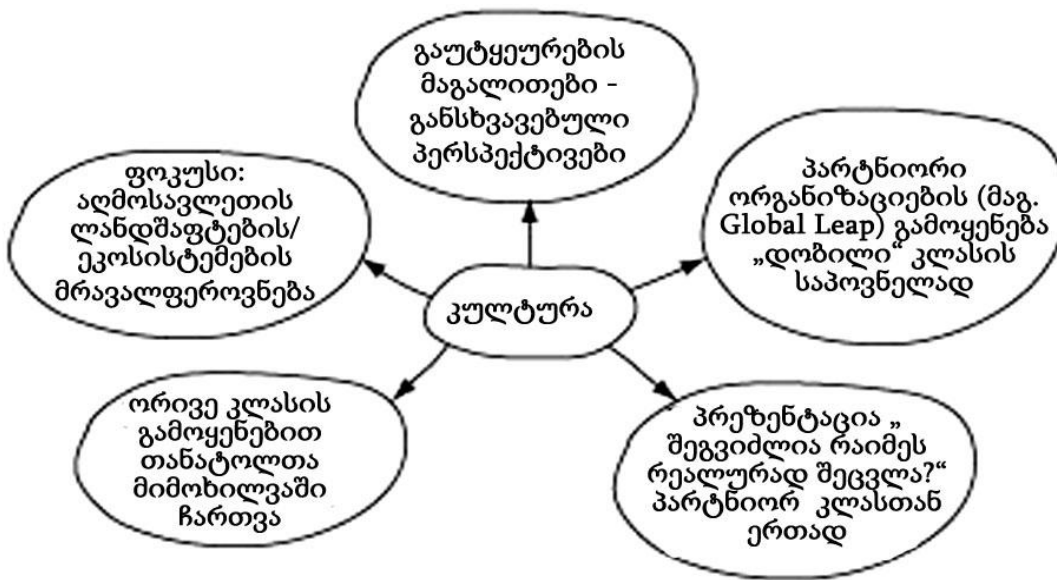 გაუტყეურების
მაგალითები -
განსხვავებული
პერსპექტივები
ფოკუსი:
აღმოსავლეთის
ლანდშაფტების/
ეკოსისტემების
მრავალფეროვნება
პარტნიორი
ორგანიზაციების (მაგ.
Global Leap) გამოყენება
„დობილი“ კლასის
საპოვნელად
კულტურა
ორივე კლასის
გამოყენებით
თანატოლთა
მიმოხილვაში
ჩართვა
პრეზენტაცია „
შეგვიძლია რაიმეს
რეალურად შეცვლა?“
პარტნიორ კლასთან
ერთად